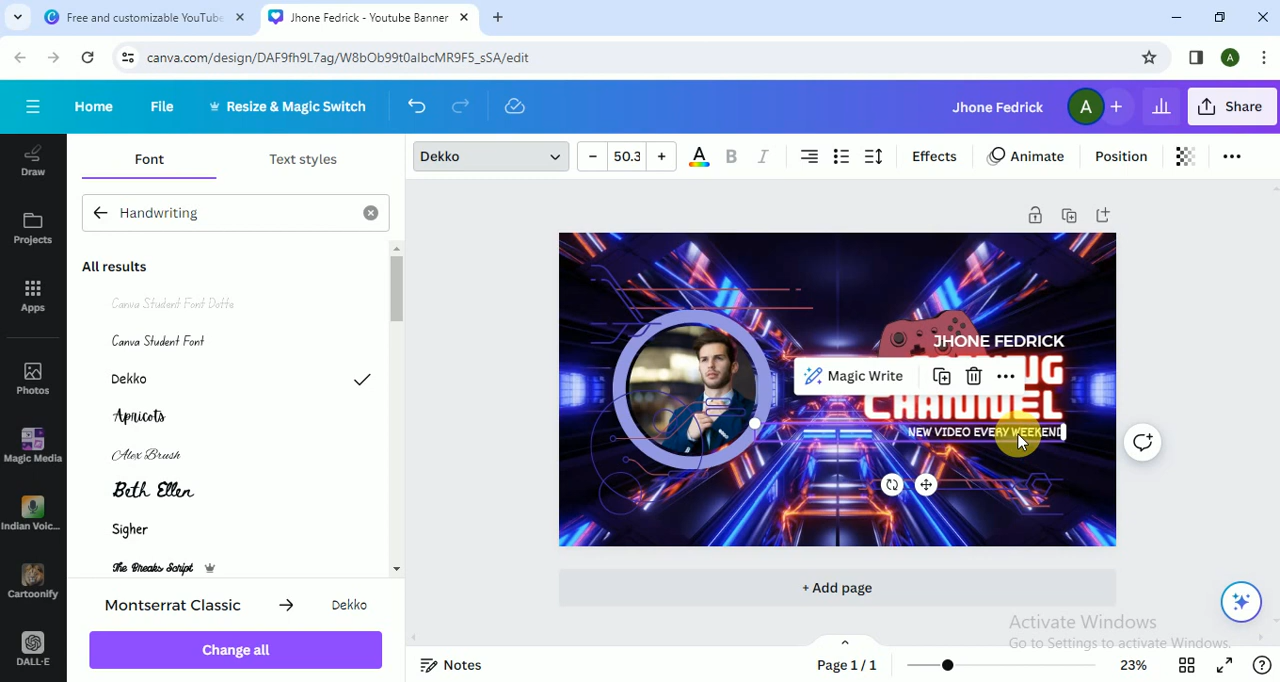 Free and customizable YouTube
Jhone Fedrick - Youtube Banner
canva.com/design/DAF9fh9L7ag/W8bOb99t0albcMR9F5_sSA/edit
A
Home
File
Resize & Magic Switch
Jhone Fedrick
A
Share
Draw
Projects
Apps
Photos
Magic Media
Indian Voic...
Cartoonify
DALL·E
Font
Text styles
Handwriting
All results
Canva Student Font Dotte
Canva Student Font
Dekko
Apricots
Alex Brush
Beth Ellen
Sigher
The Breaks Script
Montserrat Classic
Dekko
Change all
Dekko
50.3
A
B
I
Effects
Animate
Position
JHONE FEDRICK
Magic Write
CHANNEL
NEW VIDEO EVERY WEEKEND
+ Add page
Activate Windows
Go to Settings to activate Windows.
Notes
Page 1 / 1
23%